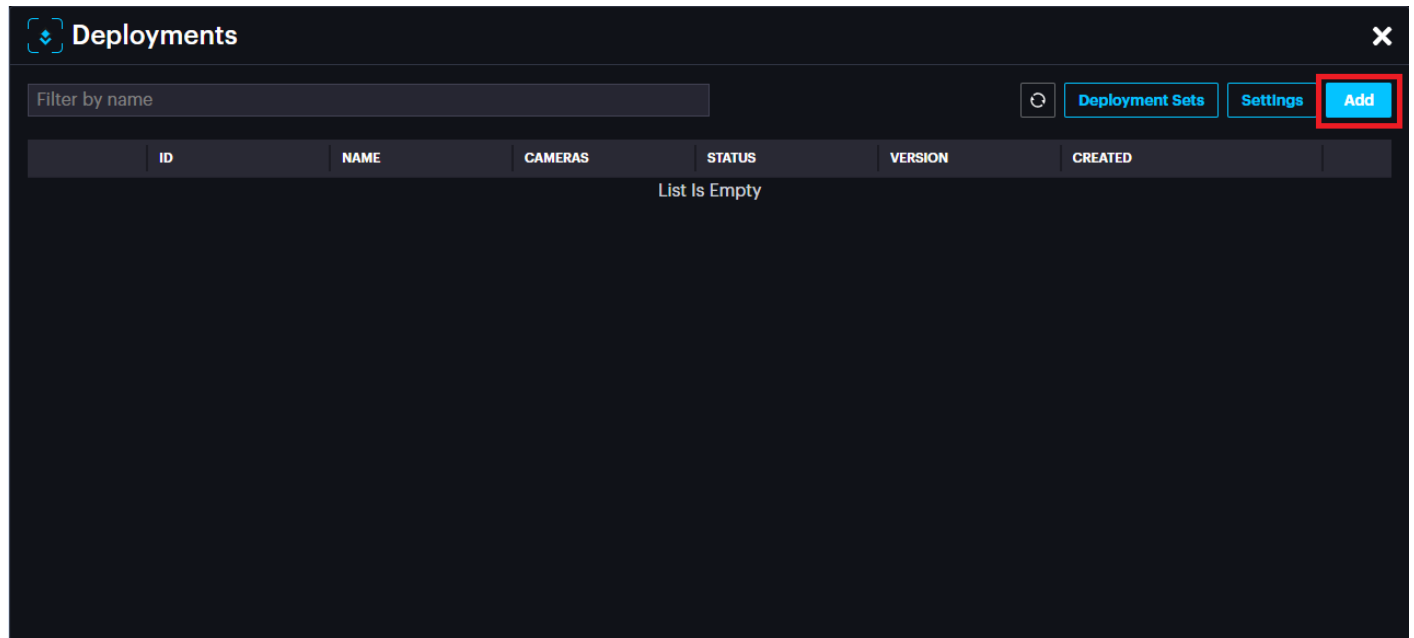 Deployments
Filter by name
Deployment Sets
Settings
Add
ID NAME CAMERAS STATUS VERSION CREATED
List Is Empty